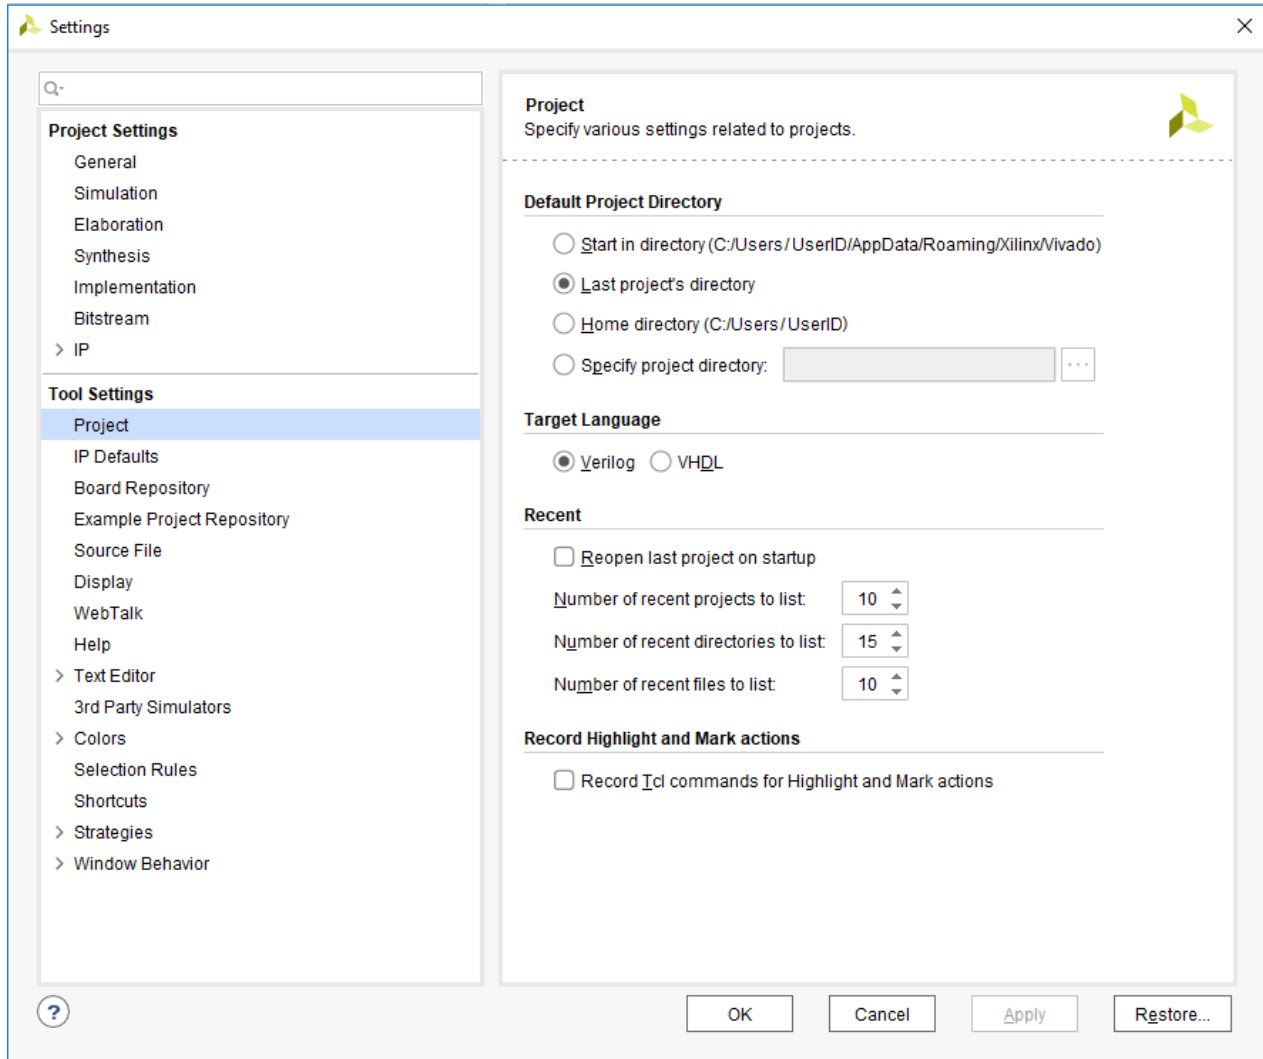 Settings
Project Settings
General
Simulation
Elaboration
Synthesis
Implementation
Bitstream
IP
Tool Settings
Project
IP Defaults
Board Repository
Example Project Repository
Source File
Display
WebTalk
Help
Text Editor
3rd Party Simulators
Colors
Selection Rules
Shortcuts
Strategies
Window Behavior
Project
Specify various settings related to projects.
Default Project Directory
Start in directory (C:/Users/UserID/AppData/Roaming/Xilinx/Vivado)
Last project's directory
Home directory (C:/Users/UserID)
Specify project directory:
...
Target Language
Verilog VHDL
Recent
Reopen last project on startup
Number of recent projects to list: 10
Number of recent directories to list: 15
Number of recent files to list: 10
Record Highlight and Mark actions
Record Tcl commands for Highlight and Mark actions
? OK Cancel Apply Restore...